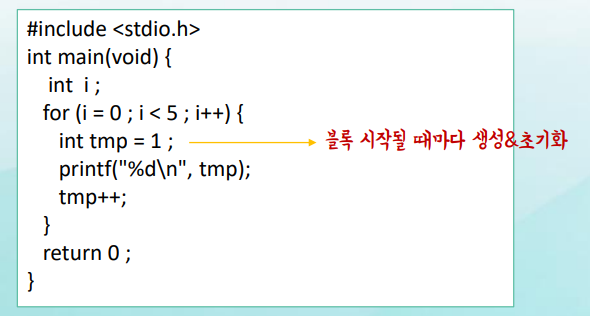 #include <stdio.h>
int main(void) {
int i ;
for (i = 0 ; i < 5 ; i++) {
int tmp = 1 ; 블록 시작될 때마다 생성&초기화
printf("%d\n", tmp);
tmp++;
}
return 0 ;
}